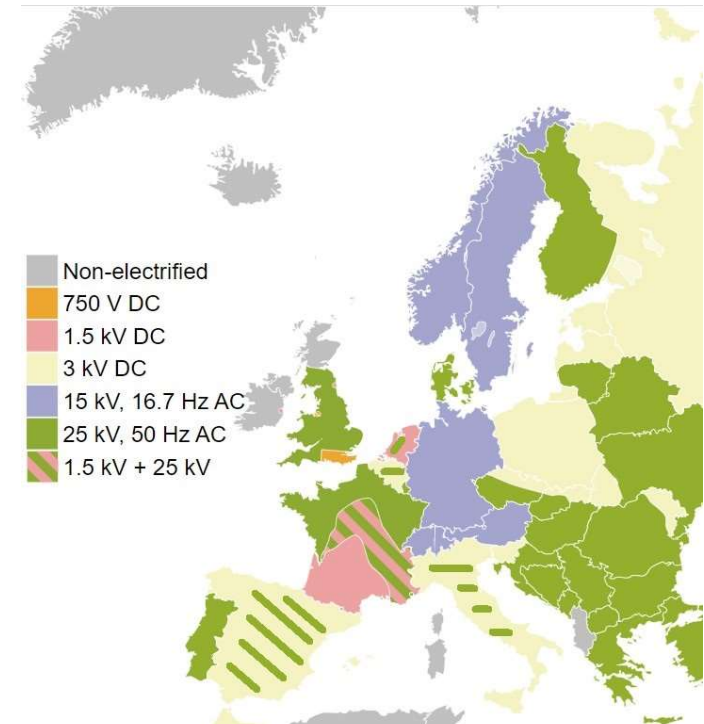 Non-electrified
750 V DC
1.5 kV DC
3 kV DC
15 kV, 16.7 Hz AC
25 kV, 50 Hz AC
1.5 kV + 25 kV